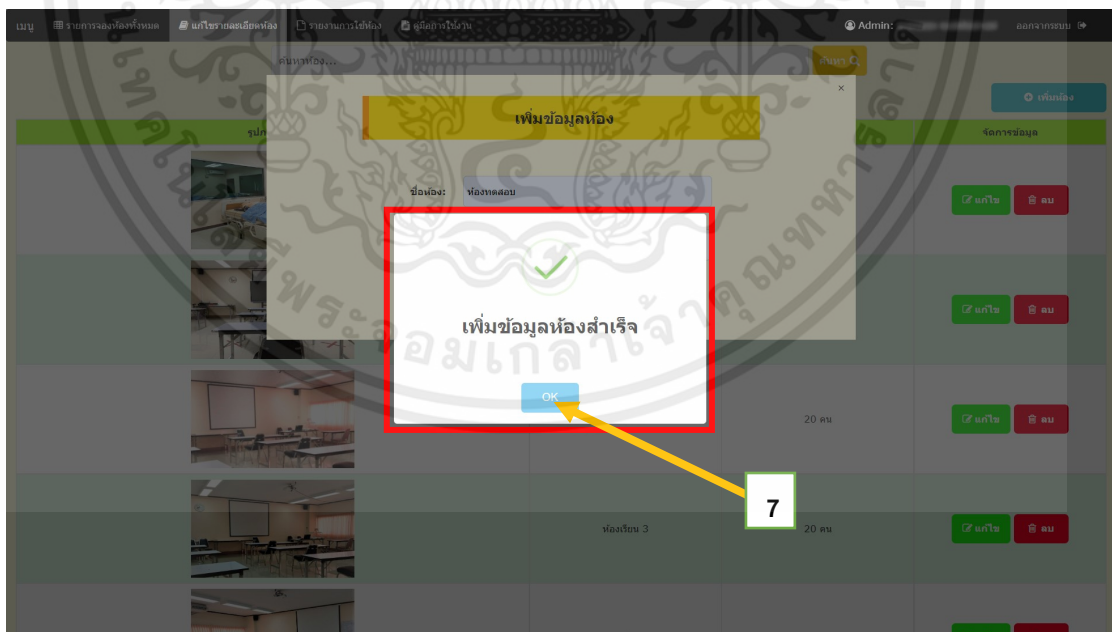 เมนู รายการจองห้องทั้งหมด แก้ไขรายละเอียดห้อง รายงานการใช้ห้อง คู่มือการใช้งาน Admin: ออกจากระบบ
ค้นหาห้อง... ค้นหา
×
เพิ่มห้อง
เพิ่มข้อมูลห้อง
จัดการข้อมูล
ชื่อห้อง: ห้องทดสอบ
แก้ไข ลบ
แก้ไข ลบ
เพิ่มข้อมูลห้องสำเร็จ
OK
20 คน แก้ไข ลบ
7
ห้องเรียน 3 20 คน แก้ไข ลบ